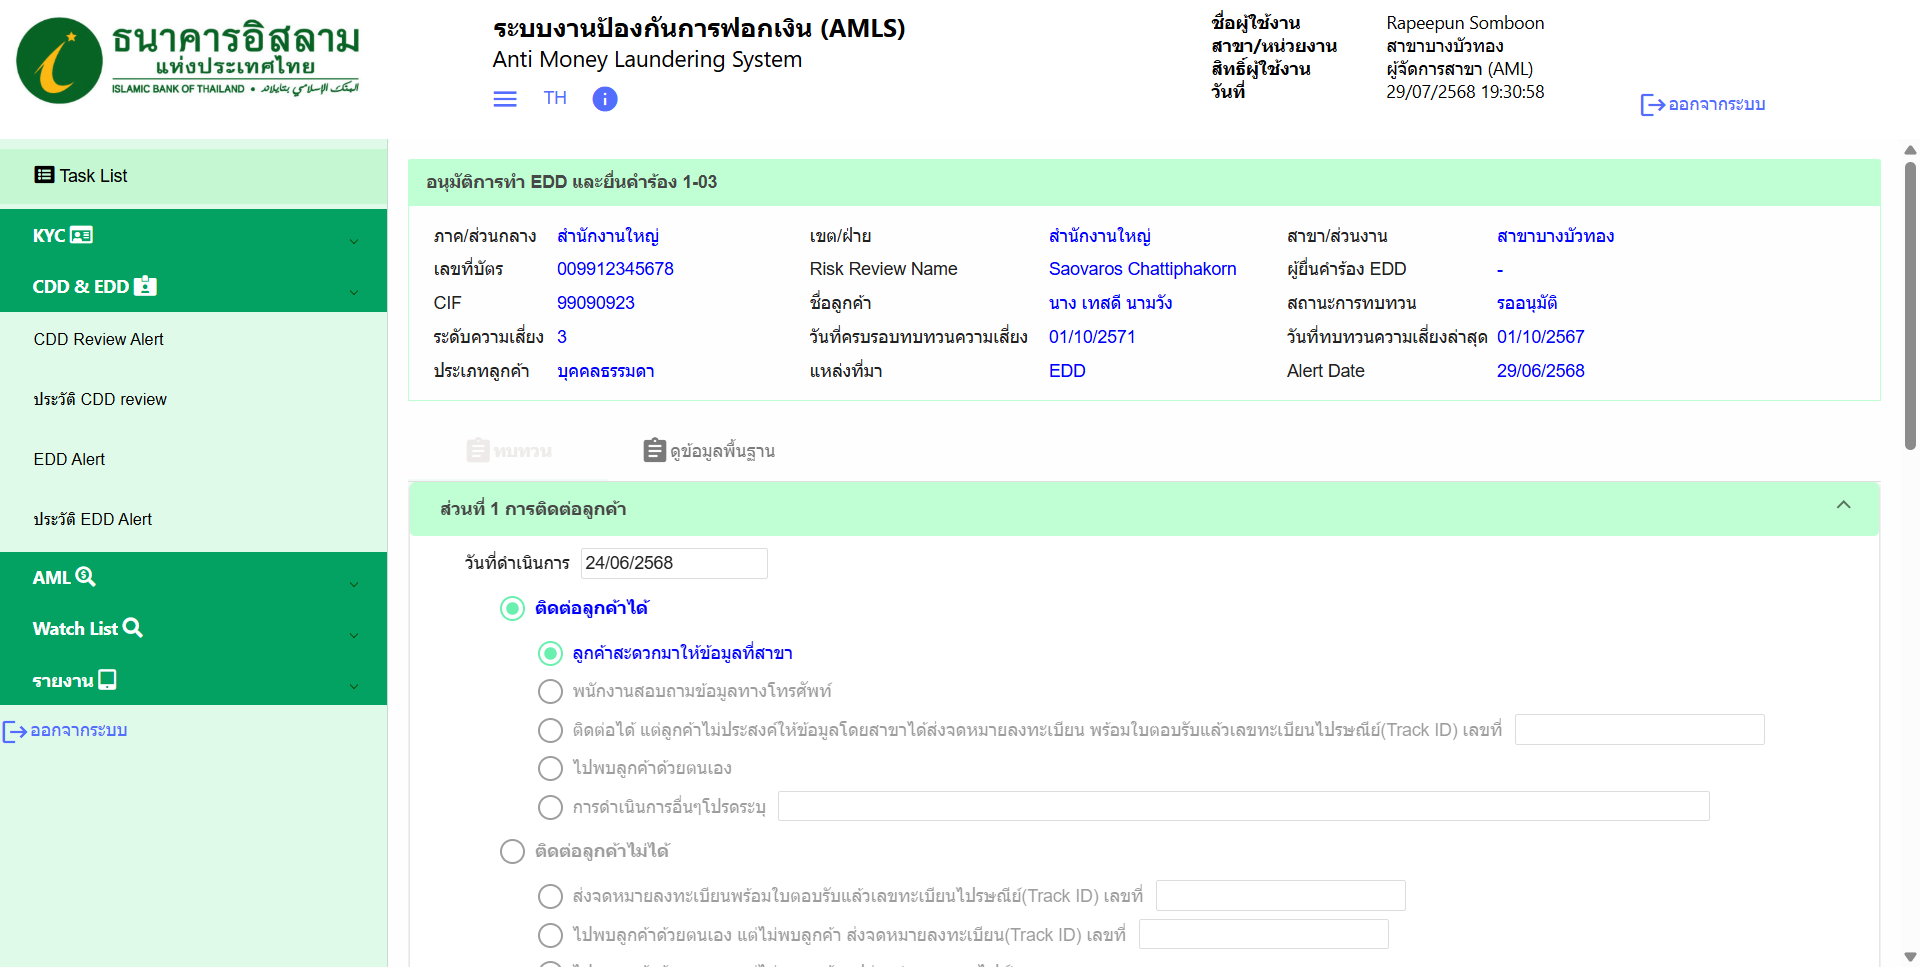 ธนาคารอิสลาม
แห่งประเทศไทย
ISLAMIC BANK OF THAILAND
ระบบงานป้องกันการฟอกเงิน (AMLS)
Anti Money Laundering System
TH
ชื่อผู้ใช้งาน Rapeepun Somboon
สาขา/หน่วยงาน สาขาบางบัวทอง
สิทธิ์ผู้ใช้งาน ผู้จัดการสาขา (AML)
วันที่ 29/07/2568 19:30:58
ออกจากระบบ
Task List
KYC
CDD & EDD
CDD Review Alert
ประวัติ CDD review
EDD Alert
ประวัติ EDD Alert
AML
Watch List
รายงาน
ออกจากระบบ
อนุมัติการทำ EDD และยื่นคำร้อง 1-03
ภาค/ส่วนกลาง สำนักงานใหญ่ เขต/ฝ่าย สำนักงานใหญ่ สาขา/ส่วนงาน สาขาบางบัวทอง
เลขที่บัตร 009912345678 Risk Review Name Saovaros Chattiphakorn ผู้ยื่นคำร้อง EDD -
CIF 99090923 ชื่อลูกค้า นาง เทสดี นามวัง สถานะการทบทวน รออนุมัติ
ระดับความเสี่ยง 3 วันที่ครบรอบทบทวนความเสี่ยง 01/10/2571 วันที่ทบทวนความเสี่ยงล่าสุด 01/10/2567
ประเภทลูกค้า บุคคลธรรมดา แหล่งที่มา EDD Alert Date 29/06/2568
ทบทวน ดูข้อมูลพื้นฐาน
ส่วนที่ 1 การติดต่อลูกค้า
วันที่ดำเนินการ 24/06/2568
ติดต่อลูกค้าได้
ลูกค้าสะดวกมาให้ข้อมูลที่สาขา
พนักงานสอบถามข้อมูลทางโทรศัพท์
ติดต่อได้ แต่ลูกค้าไม่ประสงค์ให้ข้อมูลโดยสาขาได้ส่งจดหมายลงทะเบียน พร้อมใบตอบรับแล้วเลขทะเบียนไปรษณีย์(Track ID) เลขที่
ไปพบลูกค้าด้วยตนเอง
การดำเนินการอื่นๆโปรดระบุ
ติดต่อลูกค้าไม่ได้
ส่งจดหมายลงทะเบียนพร้อมใบตอบรับแล้วเลขทะเบียนไปรษณีย์(Track ID) เลขที่
ไปพบลูกค้าด้วยตนเอง แต่ไม่พบลูกค้า ส่งจดหมายลงทะเบียน(Track ID) เลขที่